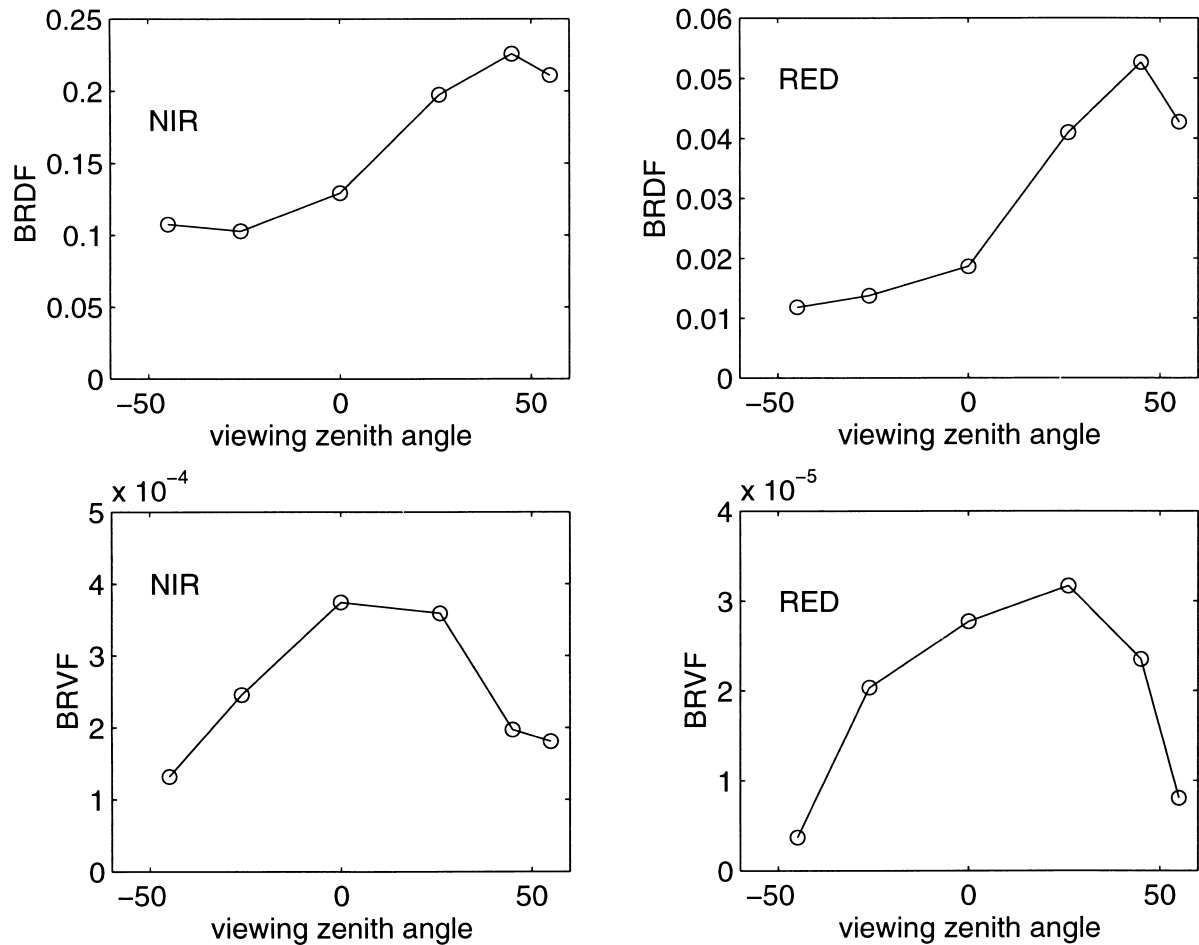 0.25
0.2
0.15
0.1
0.05
0
BRDF
NIR
−50 0 50
viewing zenith angle
0.06
0.05
0.04
0.03
0.02
0.01
0
BRDF
RED
−50 0 50
viewing zenith angle
x 10⁻⁴
5
4
3
2
1
0
BRVF
NIR
−50 0 50
viewing zenith angle
x 10⁻⁵
4
3
2
1
0
BRVF
RED
−50 0 50
viewing zenith angle